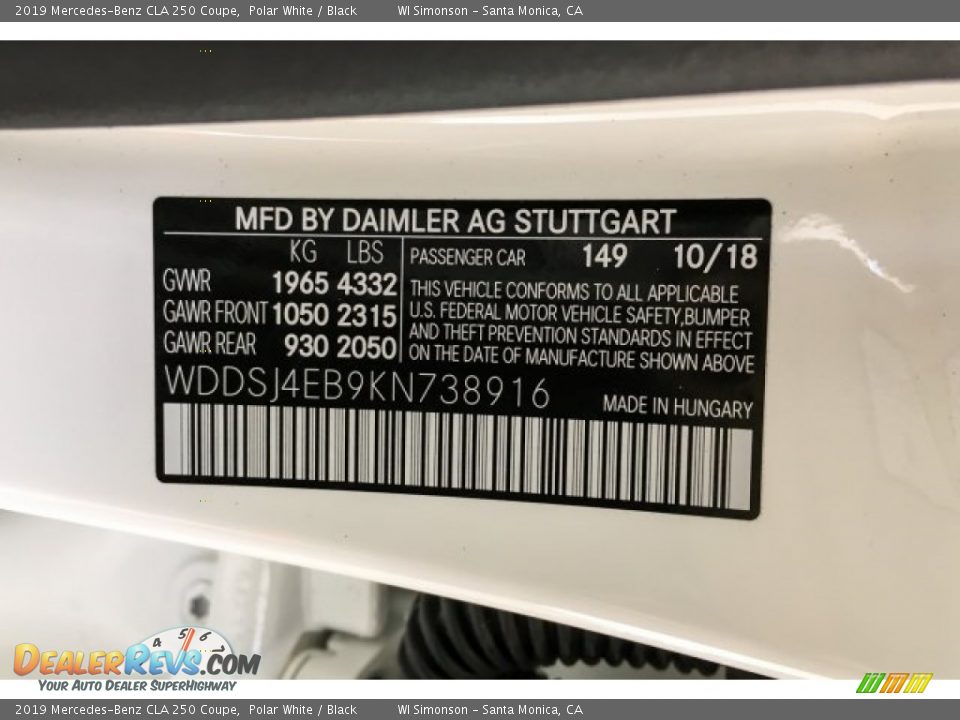 2019 Mercedes-Benz CLA 250 Coupe, Polar White / Black WI Simonson - Santa Monica, CA
MFD BY DAIMLER AG STUTTGART
KG LBS
GVWR 1965 4332
GAWR FRONT 1050 2315
GAWR REAR 930 2050
PASSENGER CAR 149 10/18
THIS VEHICLE CONFORMS TO ALL APPLICABLE
U.S. FEDERAL MOTOR VEHICLE SAFETY,BUMPER
AND THEFT PREVENTION STANDARDS IN EFFECT
ON THE DATE OF MANUFACTURE SHOWN ABOVE
WDDSJ4EB9KN738916
MADE IN HUNGARY
4 5 6 7
DEALERREVS.COM
YOUR AUTO DEALER SUPERHIGHWAY
2019 Mercedes-Benz CLA 250 Coupe, Polar White / Black WI Simonson - Santa Monica, CA